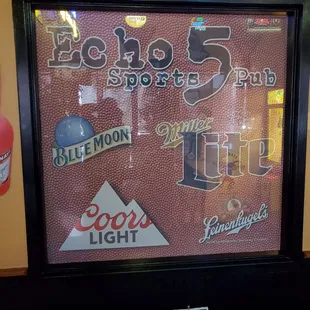 Echo 5
Sports Pub
BLUE MOON
Miller
Lite
Coors
LIGHT
Leinenkugel's